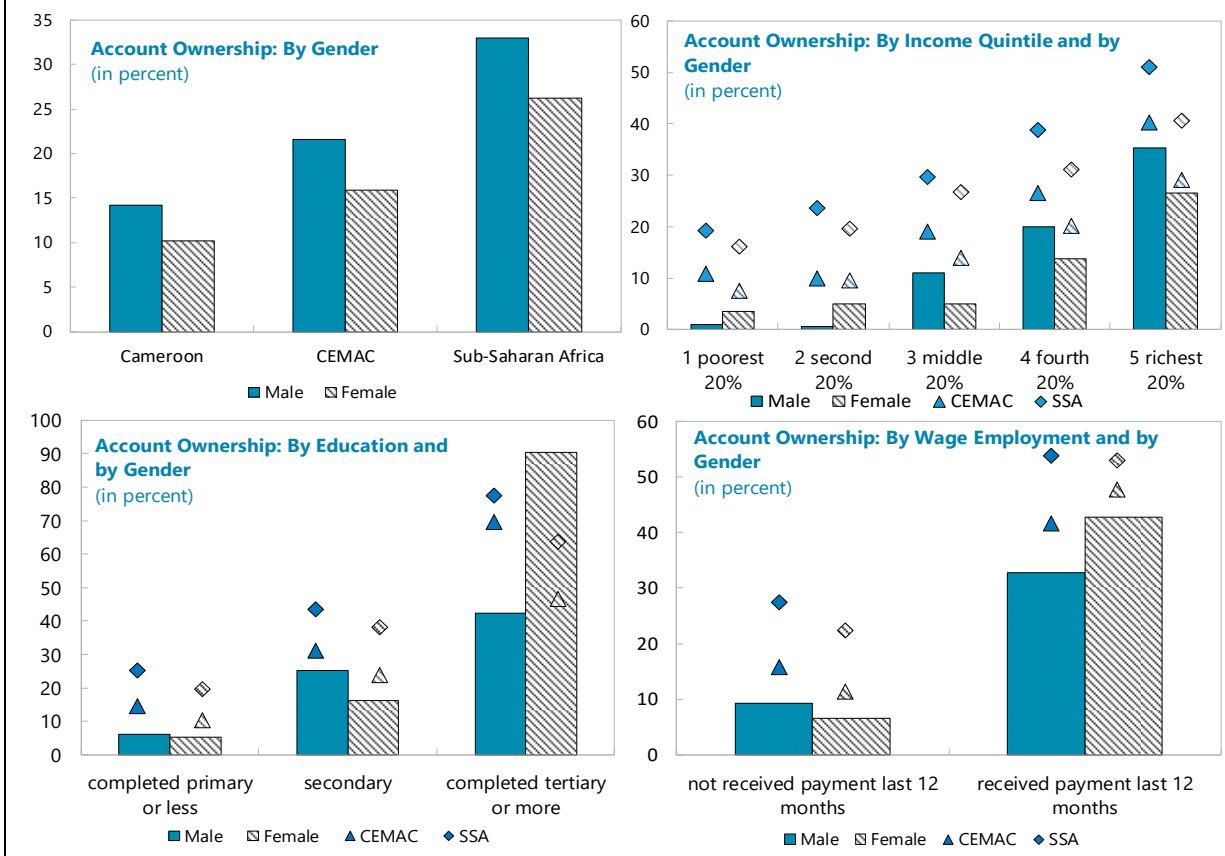 Account Ownership: By Gender
(in percent)
35
30
25
20
15
10
5
0
Cameroon CEMAC Sub-Saharan Africa
Male Female
Account Ownership: By Income Quintile and by
Gender
(in percent)
60
50
40
30
20
10
0
1 poorest 2 second 3 middle 4 fourth 5 richest
20% 20% 20% 20% 20%
Male Female CEMAC SSA
Account Ownership: By Education and
by Gender
(in percent)
100
90
80
70
60
50
40
30
20
10
0
completed primary secondary completed tertiary
or less or more
Male Female CEMAC SSA
Account Ownership: By Wage Employment and by
Gender
(in percent)
60
50
40
30
20
10
0
not received payment last 12 received payment last 12
months months
Male Female CEMAC SSA